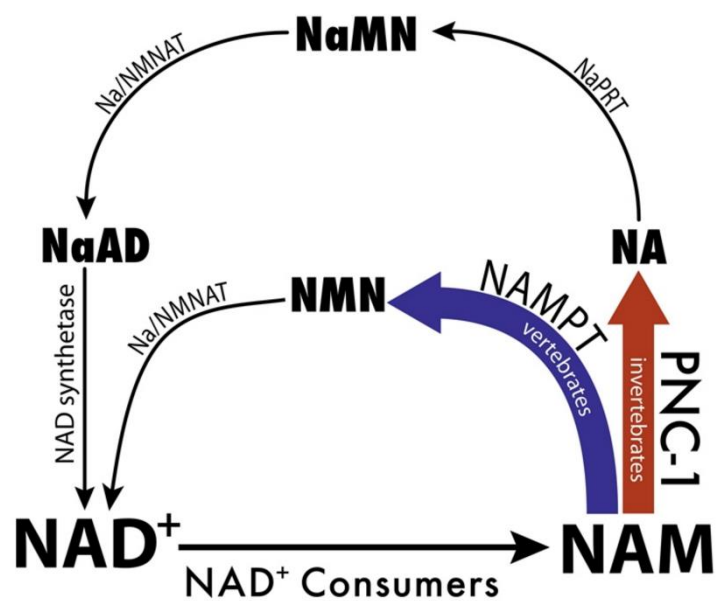 NaMN
Na/NMNAT
NaPRT
NaAD
NA
NMN
NAMPT
vertebrates
Na/NMNAT
NAD synthetase
invertebrates
PNC-1
NAD⁺
NAM
NAD⁺ Consumers